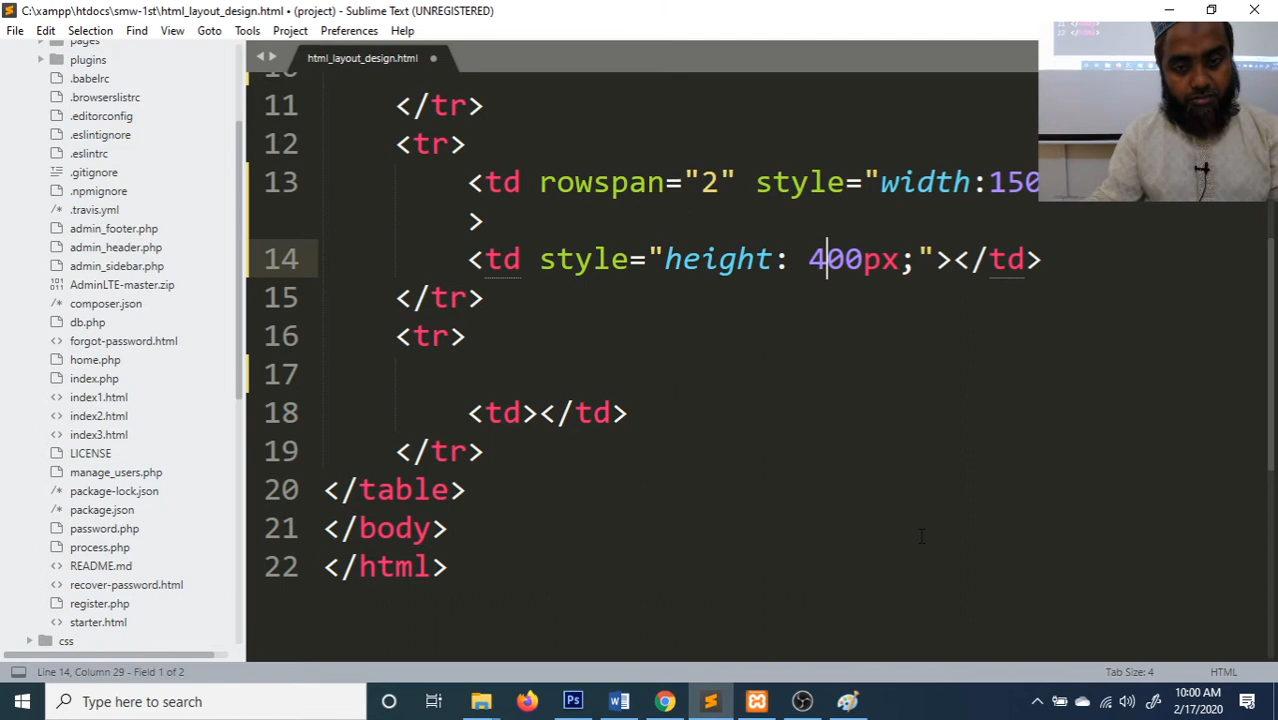 C:\xampp\htdocs\smw-1st\html_layout_design.html • (project) - Sublime Text (UNREGISTERED)
File Edit Selection Find View Goto Tools Project Preferences Help
pages
plugins
.babelrc
.browserslistrc
.editorconfig
.eslintignore
.eslintrc
.gitignore
.npmignore
.travis.yml
admin_footer.php
admin_header.php
admin_sidebar.php
AdminLTE-master.zip
composer.json
db.php
forgot-password.html
home.php
index.php
index1.html
index2.html
index3.html
LICENSE
manage_users.php
package-lock.json
package.json
password.php
process.php
README.md
recover-password.html
register.php
starter.html
css
html_layout_design.html
10
11 </tr>
12 <tr>
13 <td rowspan="2" style="width:150
>
14 <td style="height: 400px;"></td>
15 </tr>
16 <tr>
17
18 <td></td>
19 </tr>
20 </table>
21 </body>
22 </html>
22 </html>
Line 14, Column 29 - Field 1 of 2
Tab Size: 4
HTML
Type here to search
10:00 AM
2/17/2020